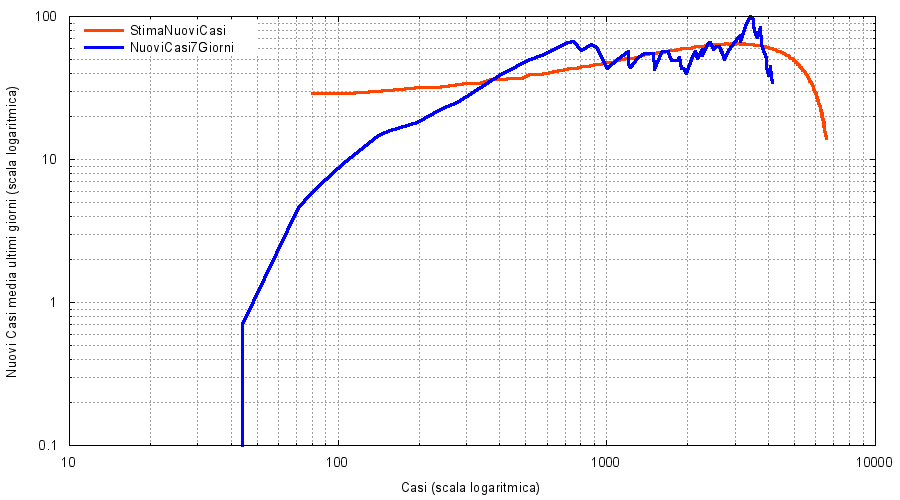 100
StimaNuoviCasi
NuoviCasi7Giorni
10
1
0.1
Nuovi Casi media ultimi giorni (scala logaritmica)
10
100
1000
10000
Casi (scala logaritmica)